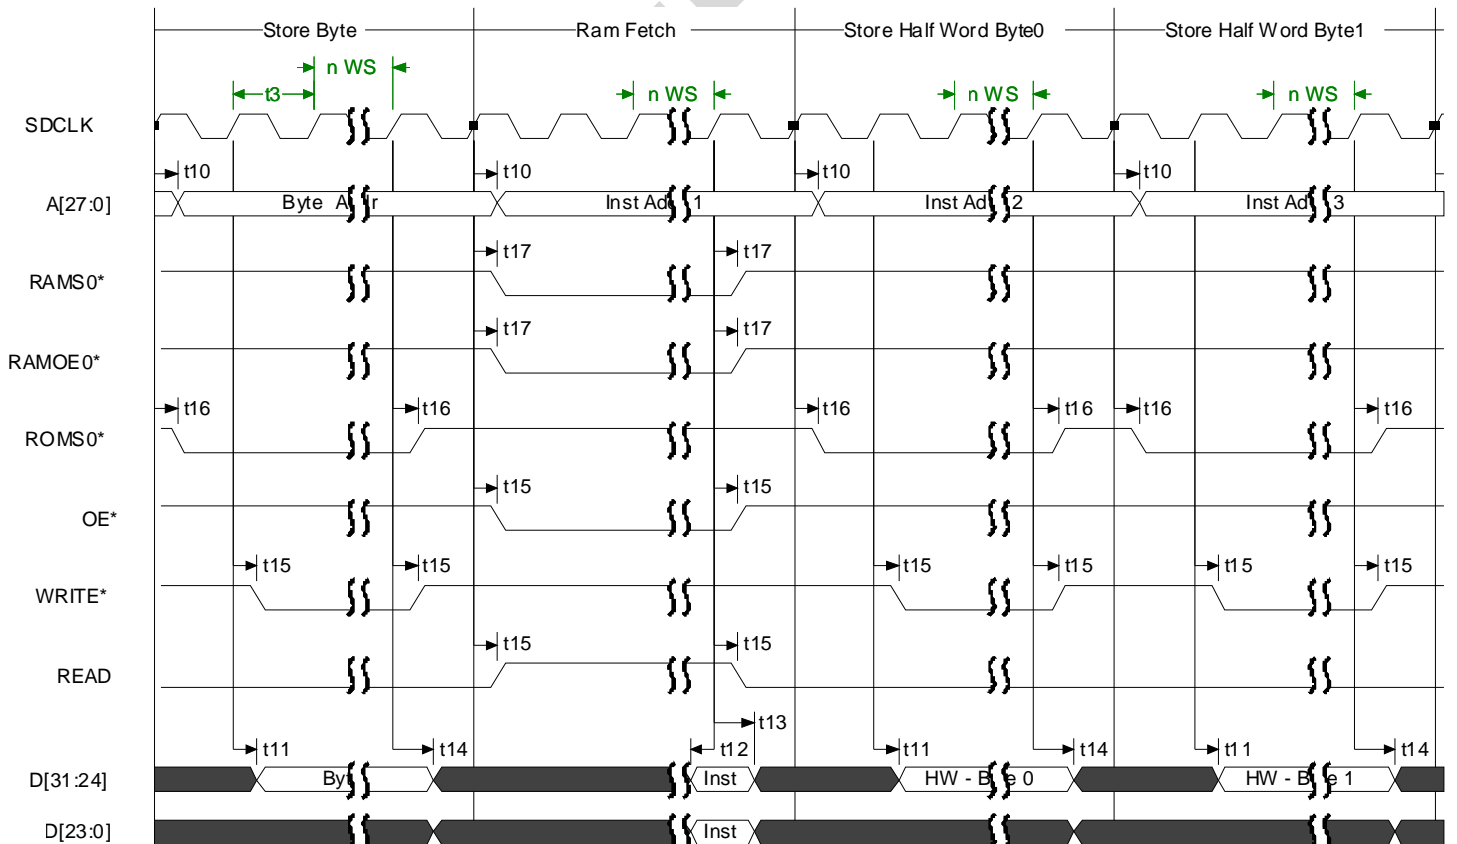 Store Byte Ram Fetch Store Half Word Byte0 Store Half Word Byte1
n WS
t3 n WS n WS n WS
SDCLK
t10 t10 t10 t10
A[27:0] Byte Inst Ad 1 Inst Ad 2 Inst Ad 3
t17 t17
RAMS0*
t17 t17
RAMOE0*
t16 t16 t16 t16 t16 t16
ROMS0*
t15 t15
OE*
t15 t15 t15 t15 t15 t15
WRITE*
t15 t15
READ
t13
t11 t14 t12 t11 t14 t11 t14
D[31:24] Inst HW - B e 0 HW - B e 1
D[23:0] Inst